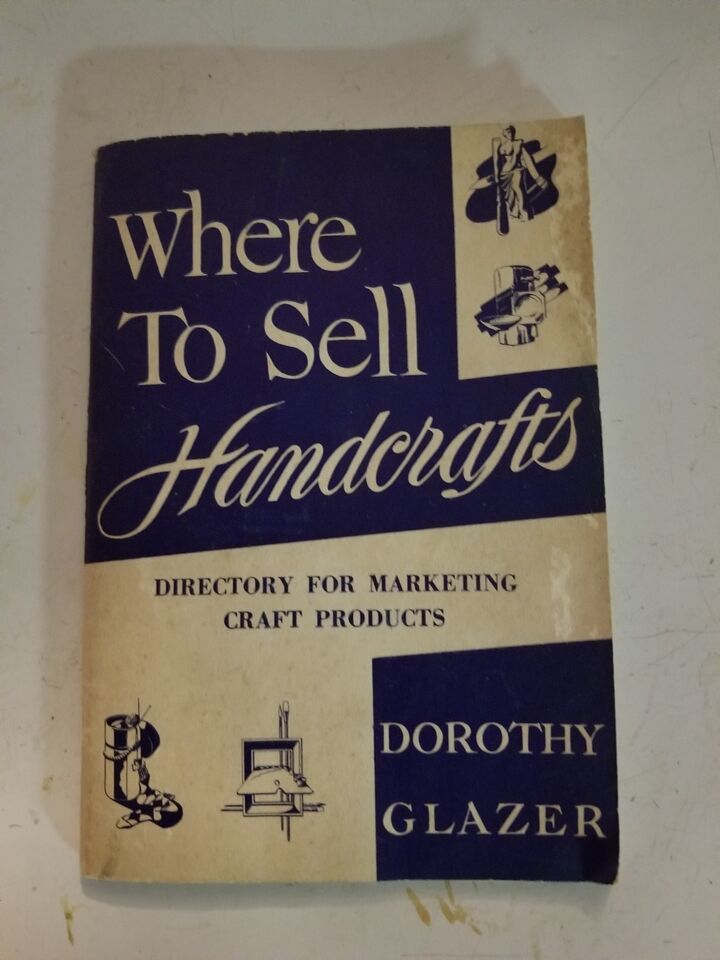 Where
To Sell
Handcrafts
DIRECTORY FOR MARKETING
CRAFT PRODUCTS
DOROTHY
GLAZER